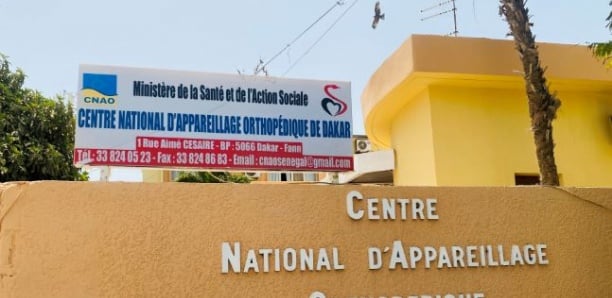 CNAO
Ministère de la Santé et de l'Action Sociale
CENTRE NATIONAL D'APPAREILLAGE ORTHOPÉDIQUE DE DAKAR
1 Rue Aimé CESAIRE - BP : 5066 Dakar - Fann
Tél. 33 824 05 23 - Fax : 33 824 86 83 - Email : cnaosenegal@gmail.com
CENTRE
NATIONAL D'APPAREILLAGE